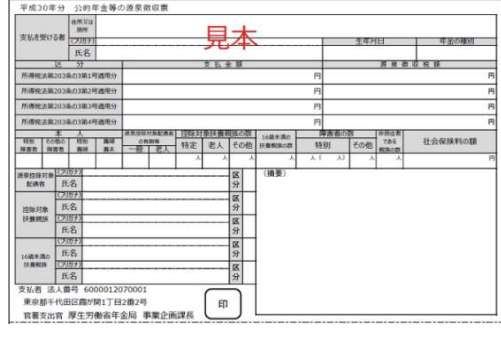 平成30年分 公的年金等の源泉徴収票
見本
支払を受ける者
住所又は居所
(フリガナ)
氏名
生年月日
年金の種別
区分
支払金額
源泉徴収税額
所得税法第203条の3第1号適用分
円
円
所得税法第203条の3第2号適用分
円
円
所得税法第203条の3第3号適用分
円
円
所得税法第203条の3第4号適用分
円
円
本人
源泉控除対象配偶者の有無等
控除対象扶養親族の数
16歳未満の扶養親族の数
障害者の数
非居住者である親族の数
社会保険料の額
特別障害者
その他障害者
特別寡婦
寡婦寡夫
一般
老人
特定
老人
その他
特別
その他
人
人
人
人
人(
人)
人
人
円
源泉控除対象配偶者
(フリガナ)
氏名
区分
(摘要)
控除対象扶養親族
(フリガナ)
氏名
区分
(フリガナ)
氏名
区分
16歳未満の扶養親族
(フリガナ)
氏名
区分
(フリガナ)
氏名
区分
支払者 法人番号 6000012070001
東京都千代田区霞が関1丁目2番2号
官署支出官 厚生労働省年金局 事業企画課長
印